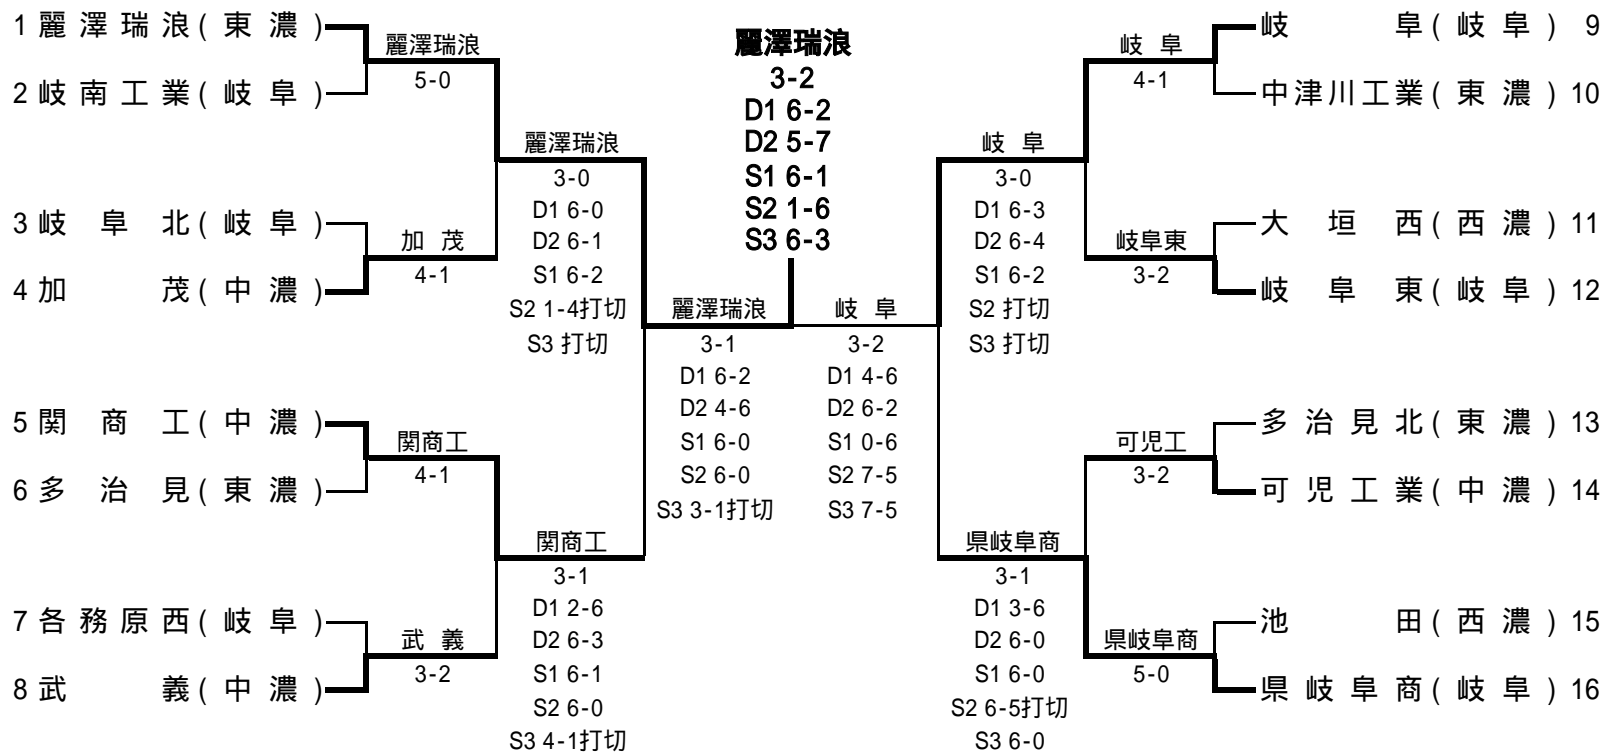 1 麗澤瑞浪(東濃)
麗澤瑞浪
5-0
2 岐南工業(岐阜)
麗澤瑞浪
3-0
D1 6-0
D2 6-1
S1 6-2
S2 1-4打切
S3 打切
3 岐阜北(岐阜)
加茂
4-1
4 加茂(中濃)
麗澤瑞浪
3-1
D1 6-2
D2 4-6
S1 6-0
S2 6-0
S3 3-1打切
5 関商工(中濃)
関商工
4-1
6 多治見(東濃)
関商工
3-1
D1 2-6
D2 6-3
S1 6-1
S2 6-0
S3 4-1打切
7 各務原西(岐阜)
武義
3-2
8 武義(中濃)
麗澤瑞浪
3-2
D1 6-2
D2 5-7
S1 6-1
S2 1-6
S3 6-3
岐阜
3-2
D1 4-6
D2 6-2
S1 0-6
S2 7-5
S3 7-5
岐阜(岐阜) 9
岐阜
4-1
中津川工業(東濃) 10
岐阜
3-0
D1 6-3
D2 6-4
S1 6-2
S2 打切
S3 打切
大垣西(西濃) 11
岐阜東
3-2
岐阜東(岐阜) 12
多治見北(東濃) 13
可児工
3-2
可児工業(中濃) 14
県岐阜商
3-1
D1 3-6
D2 6-0
S1 6-0
S2 6-5打切
S3 6-0
池田(西濃) 15
県岐阜商
5-0
県岐阜商(岐阜) 16